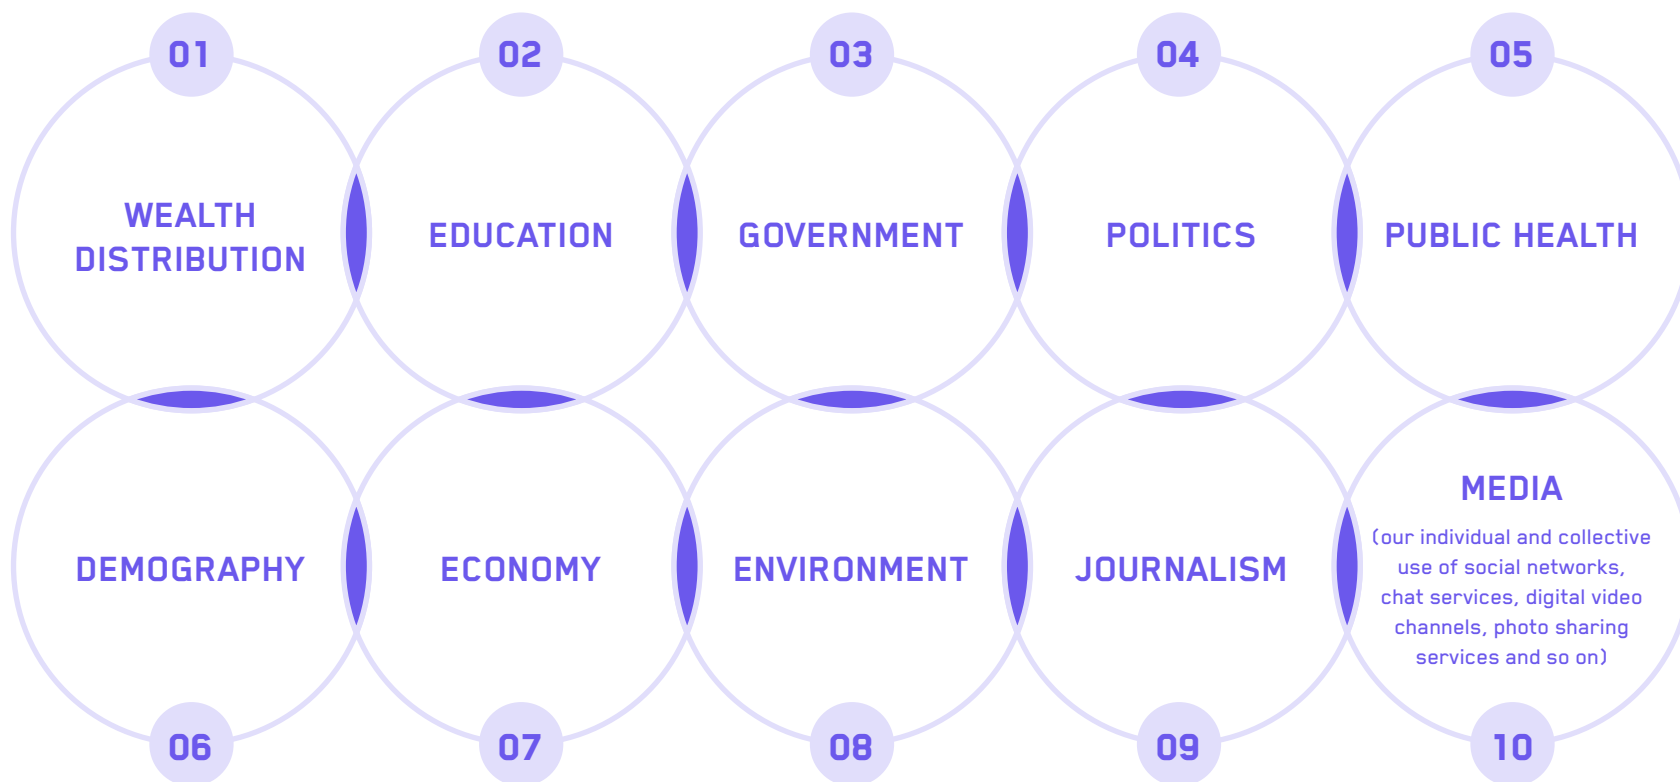 01
WEALTH
DISTRIBUTION
02
EDUCATION
03
GOVERNMENT
04
POLITICS
05
PUBLIC HEALTH
DEMOGRAPHY
06
ECONOMY
07
ENVIRONMENT
08
JOURNALISM
09
MEDIA
(our individual and collective
use of social networks,
chat services, digital video
channels, photo sharing
services and so on)
10